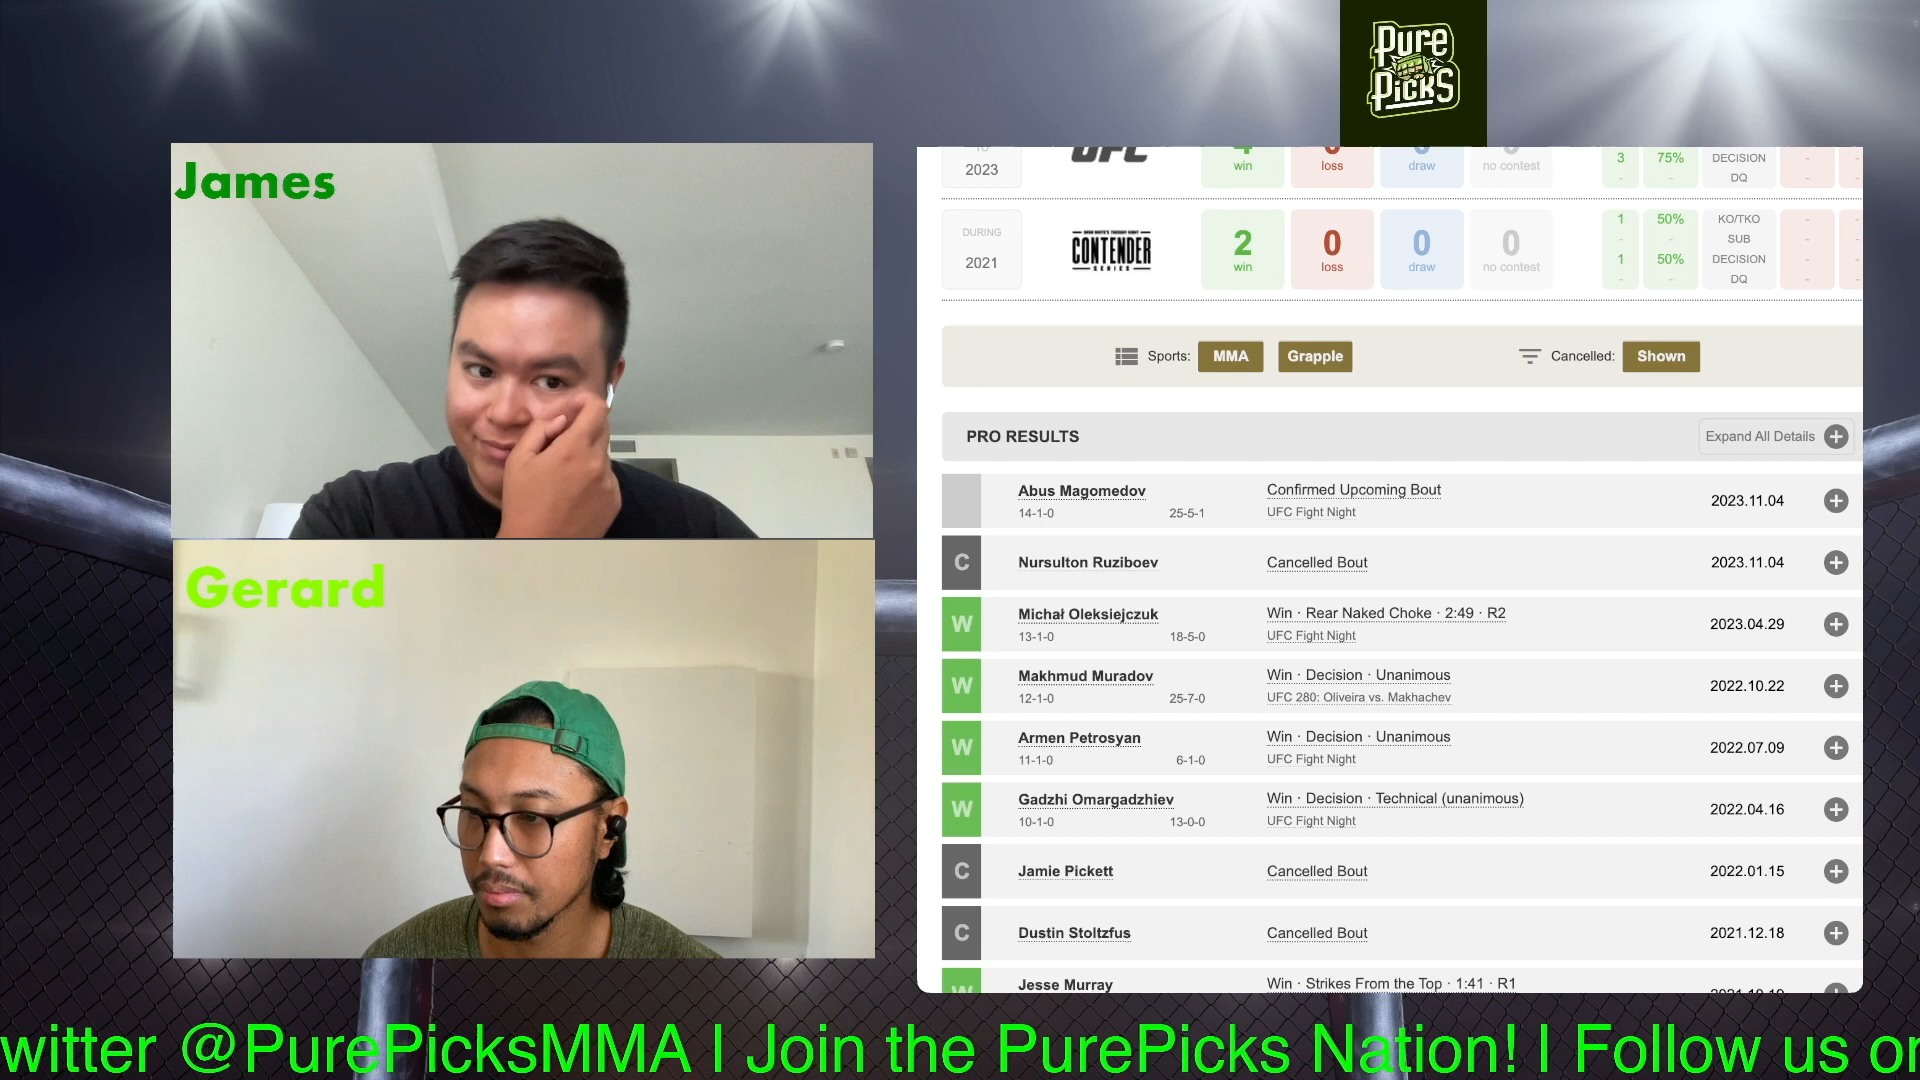 Pure
Picks
James
Gerard
2023
UFC
win
loss
draw
no contest
3 75% DECISION - -
- - DQ - -
DURING
2021
CONTENDER
SERIES
2 win
0 loss
0 draw
0 no contest
1 50% KO/TKO - -
- - SUB - -
1 50% DECISION - -
- - DQ - -
Sports: MMA Grapple Cancelled: Shown
PRO RESULTS Expand All Details
Abus Magomedov Confirmed Upcoming Bout 2023.11.04
14-1-0 25-5-1 UFC Fight Night
C Nursulton Ruziboev Cancelled Bout 2023.11.04
W Michał Oleksiejczuk Win · Rear Naked Choke · 2:49 · R2 2023.04.29
13-1-0 18-5-0 UFC Fight Night
W Makhmud Muradov Win · Decision · Unanimous 2022.10.22
12-1-0 25-7-0 UFC 280: Oliveira vs. Makhachev
W Armen Petrosyan Win · Decision · Unanimous 2022.07.09
11-1-0 6-1-0 UFC Fight Night
W Gadzhi Omargadzhiev Win · Decision · Technical (unanimous) 2022.04.16
10-1-0 13-0-0 UFC Fight Night
C Jamie Pickett Cancelled Bout 2022.01.15
C Dustin Stoltzfus Cancelled Bout 2021.12.18
W Jesse Murray Win · Strikes From the Top · 1:41 · R1
witter @PurePicksMMA I Join the PurePicks Nation! I Follow us on